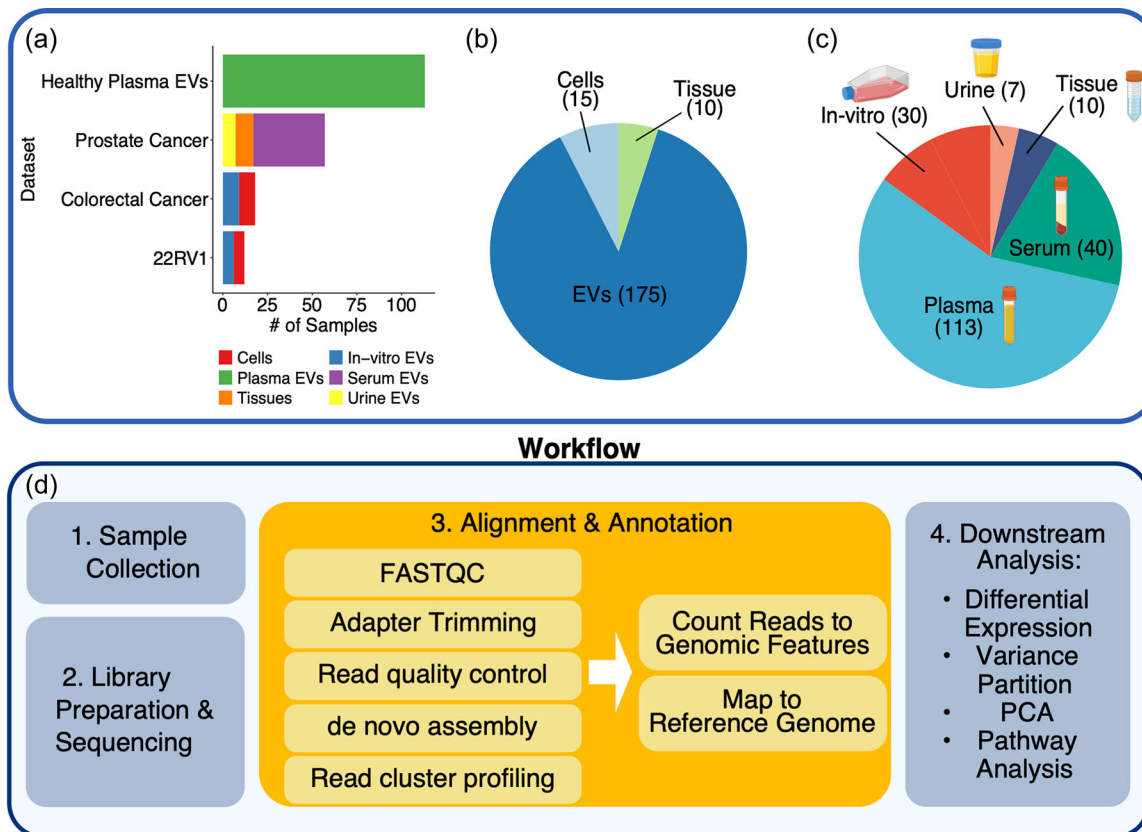 (a)
Dataset
Healthy Plasma EVs
Prostate Cancer
Colorectal Cancer
22RV1
0 25 50 75 100
# of Samples
Cells
In-vitro EVs
Plasma EVs
Serum EVs
Tissues
Urine EVs
(b)
Cells
(15)
Tissue
(10)
EVs (175)
(c)
In-vitro (30)
Urine (7)
Tissue
(10)
Serum (40)
Plasma
(113)
Workflow
(d)
1. Sample
Collection
2. Library
Preparation &
Sequencing
3. Alignment & Annotation
FASTQC
Adapter Trimming
Read quality control
de novo assembly
Read cluster profiling
Count Reads to
Genomic Features
Map to
Reference Genome
4. Downstream
Analysis:
• Differential
Expression
• Variance
Partition
• PCA
• Pathway
Analysis